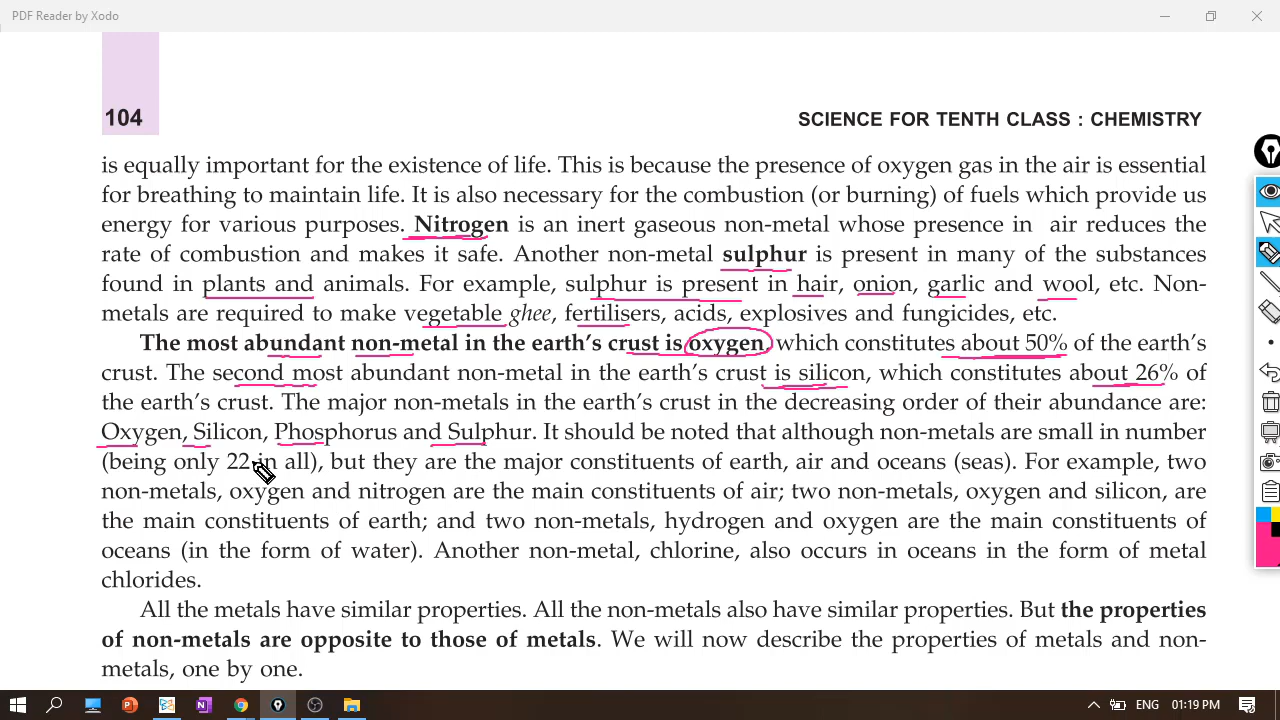 PDF Reader by Xodo
104
SCIENCE FOR TENTH CLASS : CHEMISTRY
is equally important for the existence of life. This is because the presence of oxygen gas in the air is essential
for breathing to maintain life. It is also necessary for the combustion (or burning) of fuels which provide us
energy for various purposes. Nitrogen is an inert gaseous non-metal whose presence in air reduces the
rate of combustion and makes it safe. Another non-metal sulphur is present in many of the substances
found in plants and animals. For example, sulphur is present in hair, onion, garlic and wool, etc. Non-
metals are required to make vegetable ghee, fertilisers, acids, explosives and fungicides, etc.
The most abundant non-metal in the earth's crust is oxygen, which constitutes about 50% of the earth's
crust. The second most abundant non-metal in the earth's crust is silicon, which constitutes about 26% of
the earth's crust. The major non-metals in the earth's crust in the decreasing order of their abundance are:
Oxygen, Silicon, Phosphorus and Sulphur. It should be noted that although non-metals are small in number
(being only 22 in all), but they are the major constituents of earth, air and oceans (seas). For example, two
non-metals, oxygen and nitrogen are the main constituents of air; two non-metals, oxygen and silicon, are
the main constituents of earth; and two non-metals, hydrogen and oxygen are the main constituents of
oceans (in the form of water). Another non-metal, chlorine, also occurs in oceans in the form of metal
chlorides.
All the metals have similar properties. All the non-metals also have similar properties. But the properties
of non-metals are opposite to those of metals. We will now describe the properties of metals and non-
metals, one by one.
ENG 01:19 PM